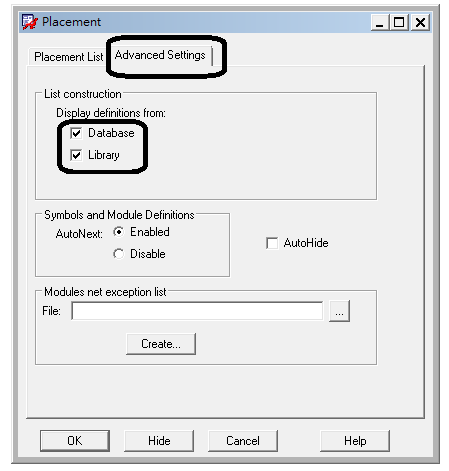 Placement
Placement List Advanced Settings
List construction
Display definitions from:
Database
Library
Symbols and Module Definitions
AutoNext: Enabled
Disable
AutoHide
Modules net exception list
File: ...
Create...
OK Hide Cancel Help